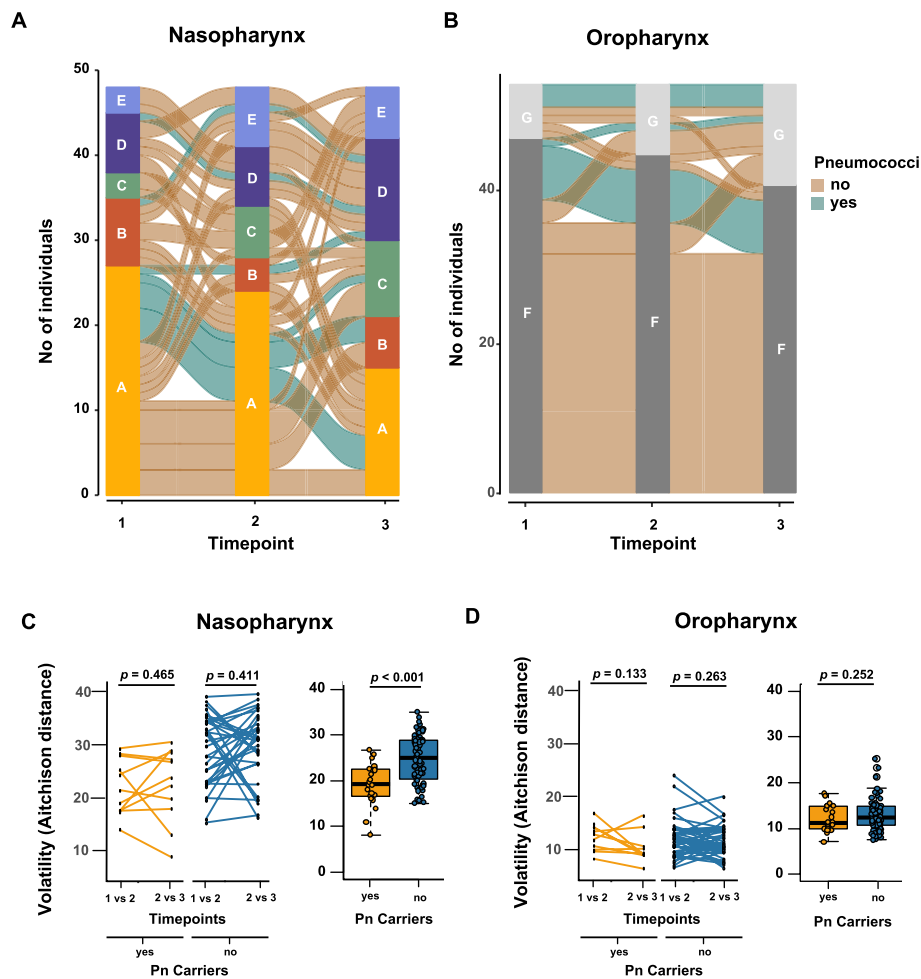 A
Nasopharynx
No of individuals
50
40
30
20
10
0
E
D
C
B
A
E
D
C
B
A
E
D
C
B
A
1
2
3
Timepoint
B
Oropharynx
No of individuals
40
20
0
G
F
G
F
G
F
1
2
3
Timepoint
Pneumococci
no
yes
C
Nasopharynx
Volatility (Aitchison distance)
p = 0.465
p = 0.411
40
30
20
10
1 vs 2
2 vs 3
1 vs 2
2 vs 3
Timepoints
yes
no
Pn Carriers
p < 0.001
40
30
20
10
0
yes
no
Pn Carriers
D
Oropharynx
Volatility (Aitchison distance)
p = 0.133
p = 0.263
40
30
20
10
1 vs 2
2 vs 3
1 vs 2
2 vs 3
Timepoints
yes
no
Pn Carriers
p = 0.252
40
30
20
10
0
yes
no
Pn Carriers